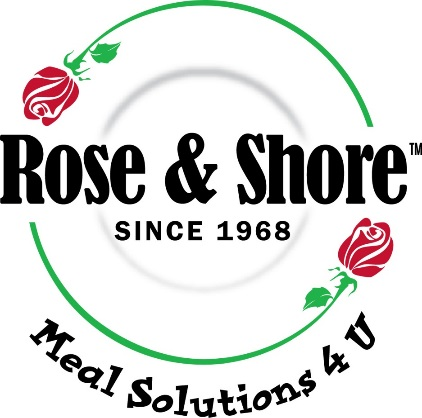 Rose & Shore™
SINCE 1968
Meal Solutions 4 U